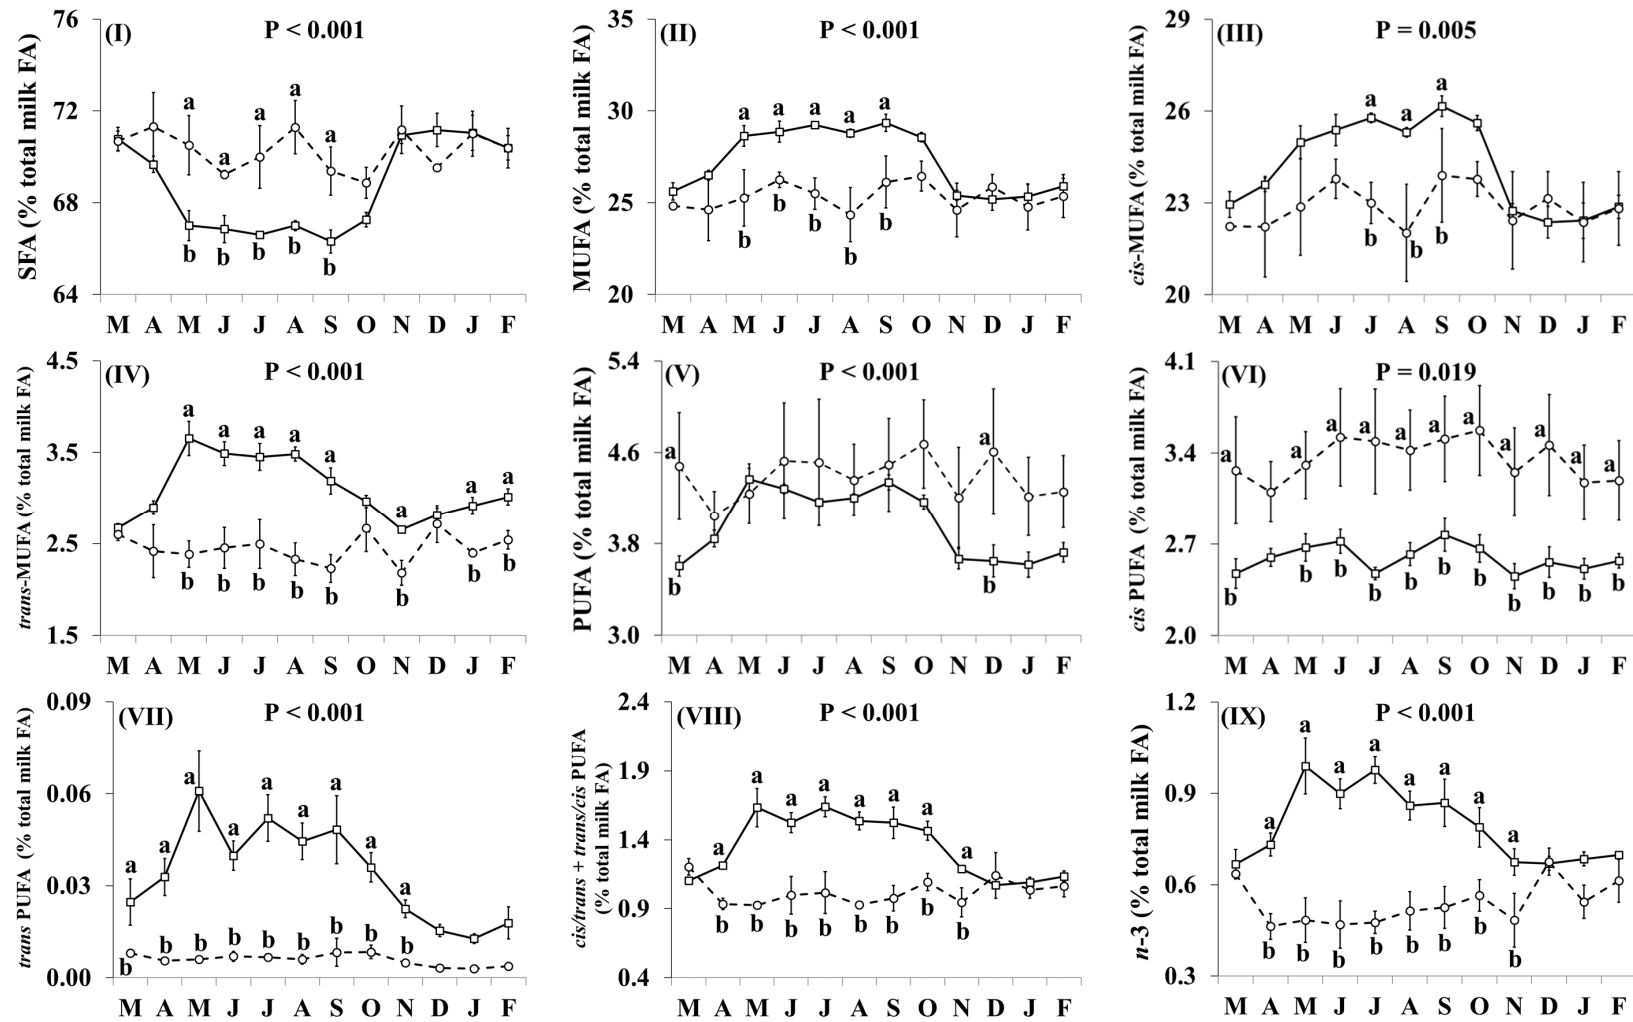 (I) P < 0.001
SFA (% total milk FA)
76
72
68
64
a a a a a
b b b b b
M A M J J A S O N D J F
(II) P < 0.001
MUFA (% total milk FA)
35
30
25
20
a a a a a
b b b b b
M A M J J A S O N D J F
(III) P = 0.005
cis-MUFA (% total milk FA)
29
26
23
20
a a a
b b b
M A M J J A S O N D J F
(IV) P < 0.001
trans-MUFA (% total milk FA)
4.5
3.5
2.5
1.5
a a a a a a a a
b b b b b b b b
M A M J J A S O N D J F
(V) P < 0.001
PUFA (% total milk FA)
5.4
4.6
3.8
3.0
a a
b b
M A M J J A S O N D J F
(VI) P = 0.019
cis PUFA (% total milk FA)
4.1
3.4
2.7
2.0
a a a a a a a a a a a
b b b b b b b b b b b
M A M J J A S O N D J F
(VII) P < 0.001
trans PUFA (% total milk FA)
0.09
0.06
0.03
0.00
a a a a a a a a a
b b b b b b b b b
M A M J J A S O N D J F
(VIII) P < 0.001
cis/trans + trans/cis PUFA
(% total milk FA)
2.4
1.9
1.4
0.9
0.4
a a a a a a a a
b b b b b b b b
M A M J J A S O N D J F
(IX) P < 0.001
n-3 (% total milk FA)
1.2
0.9
0.6
0.3
a a a a a a a a
b b b b b b b b
M A M J J A S O N D J F